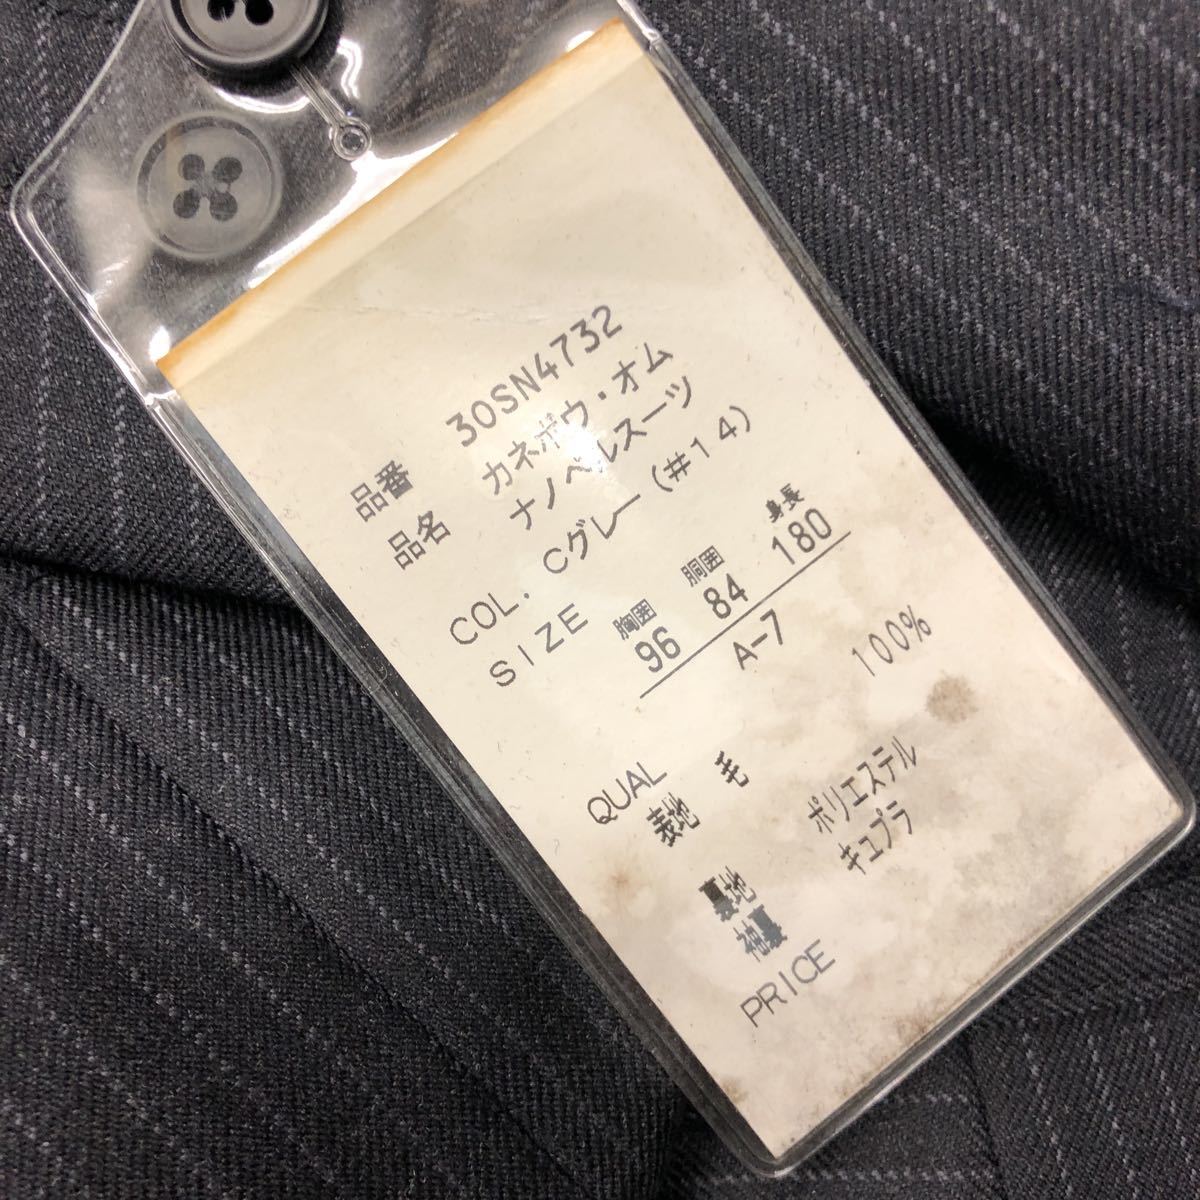 品番 30SN4732
品名 カネボウ・オム
ナノベルスーツ
COL. Cグレー(#14)
SIZE 胸囲 胴囲 身長
96 84 180
A-7
QUAL
表地 毛 100%
裏地 ポリエステル
袖裏 キュプラ
PRICE